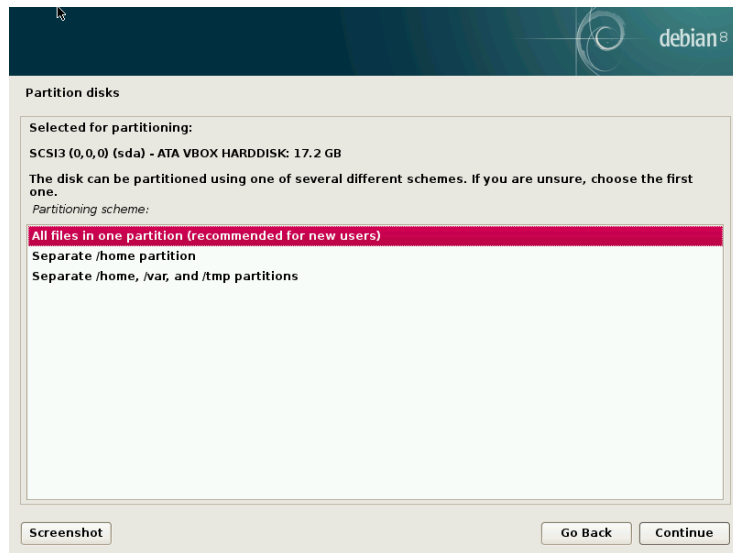 debian 8
Partition disks
Selected for partitioning:
SCSI3 (0,0,0) (sda) - ATA VBOX HARDDISK: 17.2 GB
The disk can be partitioned using one of several different schemes. If you are unsure, choose the first
one.
Partitioning scheme:
All files in one partition (recommended for new users)
Separate /home partition
Separate /home, /var, and /tmp partitions
Screenshot
Go Back
Continue